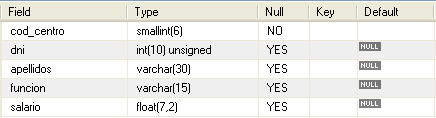 Field Type Null Key Default
cod_centro smallint(6) NO
dni int(10) unsigned YES NULL
apellidos varchar(30) YES NULL
funcion varchar(15) YES NULL
salario float(7,2) YES NULL